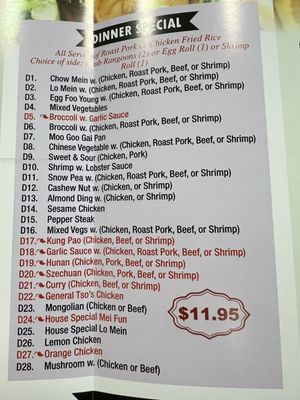 DINNER SPECIAL
All Served Roast Pork or Chicken Fried Rice
Choice of side: Crab Rangoons (2) or Egg Roll (1) or Shrimp
Roll (1)
D1. Chow Mein w. (Chicken, Roast Pork, Beef, or Shrimp)
D2. Lo Mein w. (Chicken, Roast Pork, Beef, or Shrimp)
D3. Egg Foo Young w. (Chicken, Roast Pork, Beef, or Shrimp)
D4. Mixed Vegetables
D5. Broccoli w. Garlic Sauce
D6. Broccoli w. (Chicken, Roast Pork, Beef, or Shrimp)
D7. Moo Goo Gai Pan
D8. Chinese Vegetable w. (Chicken, Roast Pork, Beef, or Shrimp)
D9. Sweet & Sour (Chicken, Pork)
D10. Shrimp w. Lobster Sauce
D11. Snow Pea w. (Chicken, Roast Pork, Beef, or Shrimp)
D12. Cashew Nut w. (Chicken, or Shrimp)
D13. Almond Ding w. (Chicken, or Shrimp)
D14. Sesame Chicken
D15. Pepper Steak
D16. Mixed Vegs w. (Chicken, Roast Pork, Beef, or Shrimp)
D17. Kung Pao (Chicken, Beef, or Shrimp)
D18. Garlic Sauce w. (Chicken, Roast Pork, Beef, or Shrimp)
D19. Hunan (Chicken, Pork, Beef, or Shrimp)
D20. Szechuan (Chicken, Pork, Beef, or Shrimp)
D21. Curry (Chicken, Beef, or Shrimp)
D22. General Tso's Chicken
D23. Mongolian (Chicken or Beef)
D24. House Special Mei Fun
D25. House Special Lo Mein
D26. Lemon Chicken
D27. Orange Chicken
D28. Mushroom w. (Chicken or Beef)
$11.95